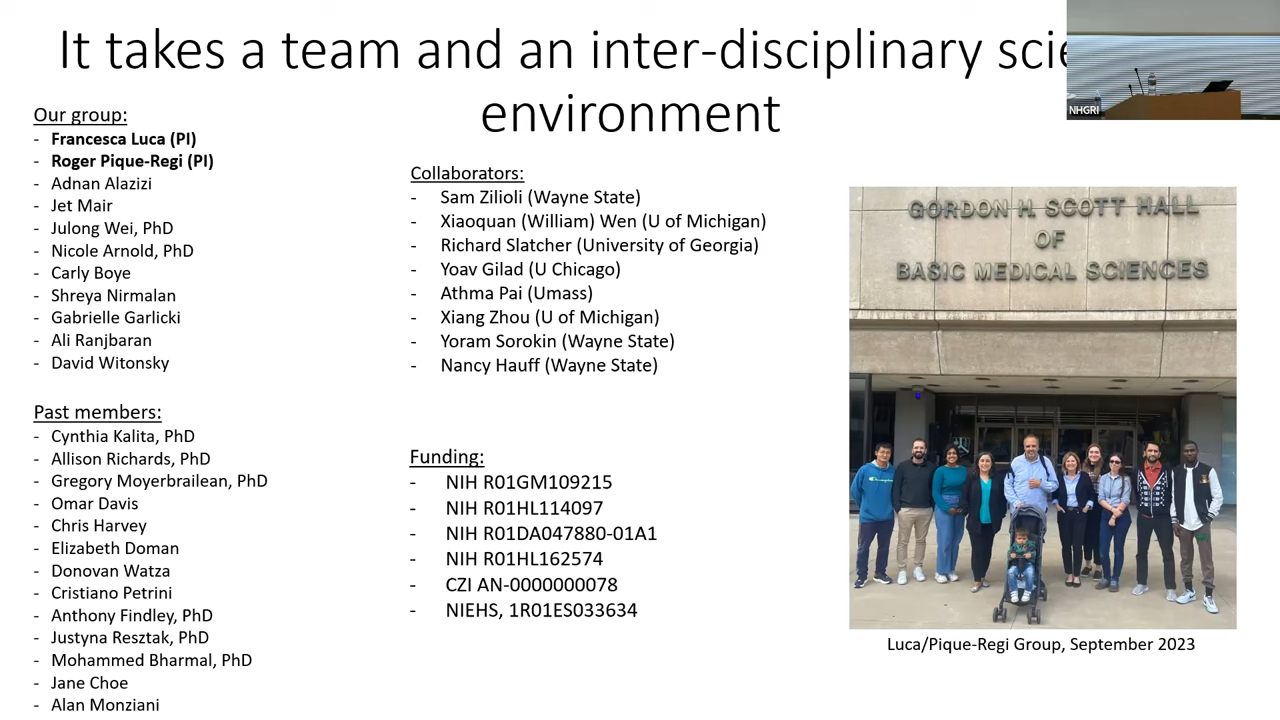 It takes a team and an inter-disciplinary scie
environment
NHGRI
Our group:
- Francesca Luca (PI)
- Roger Pique-Regi (PI)
- Adnan Alazizi
- Jet Mair
- Julong Wei, PhD
- Nicole Arnold, PhD
- Carly Boye
- Shreya Nirmalan
- Gabrielle Garlicki
- Ali Ranjbaran
- David Witonsky
Past members:
- Cynthia Kalita, PhD
- Allison Richards, PhD
- Gregory Moyerbrailean, PhD
- Omar Davis
- Chris Harvey
- Elizabeth Doman
- Donovan Watza
- Cristiano Petrini
- Anthony Findley, PhD
- Justyna Resztak, PhD
- Mohammed Bharmal, PhD
- Jane Choe
- Alan Monziani
Collaborators:
- Sam Zilioli (Wayne State)
- Xiaoquan (William) Wen (U of Michigan)
- Richard Slatcher (University of Georgia)
- Yoav Gilad (U Chicago)
- Athma Pai (Umass)
- Xiang Zhou (U of Michigan)
- Yoram Sorokin (Wayne State)
- Nancy Hauff (Wayne State)
Funding:
- NIH R01GM109215
- NIH R01HL114097
- NIH R01DA047880-01A1
- NIH R01HL162574
- CZI AN-0000000078
- NIEHS, 1R01ES033634
GORDON H. SCOTT HALL
OF
BASIC MEDICAL SCIENCES
Luca/Pique-Regi Group, September 2023